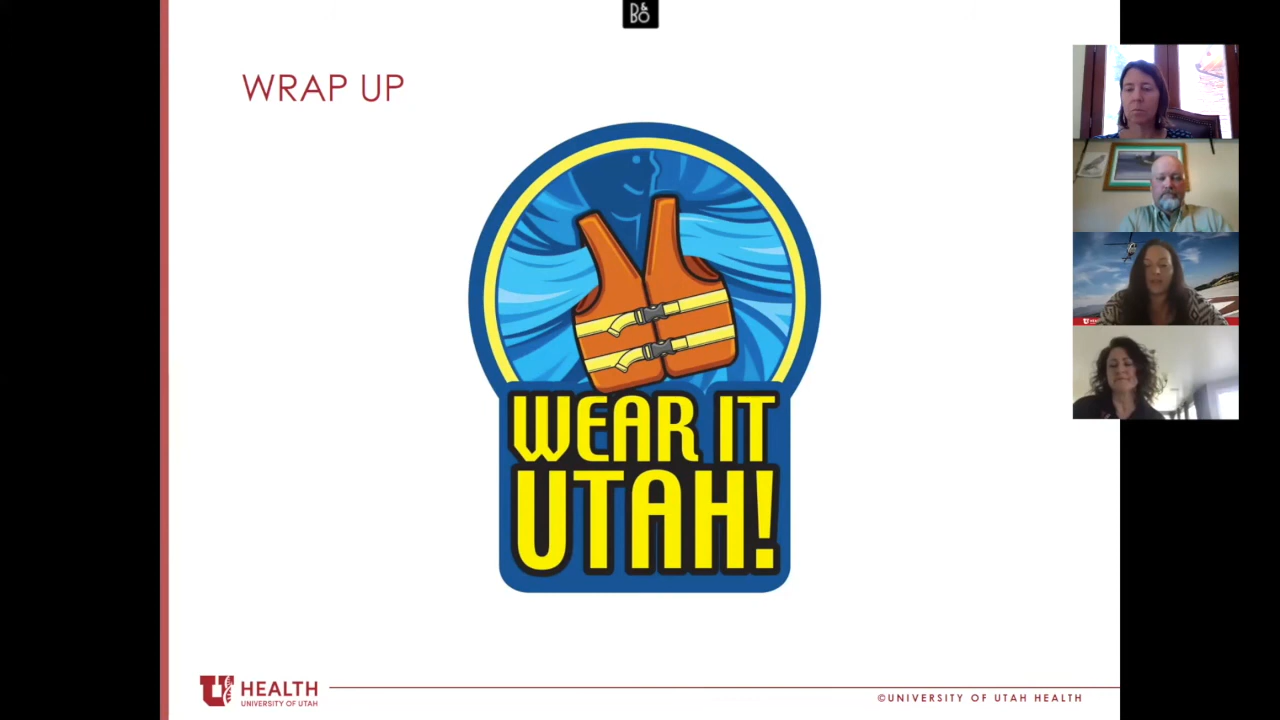 B&O
WRAP UP
WEAR IT
UTAH!
U HEALTH
UNIVERSITY OF UTAH
©UNIVERSITY OF UTAH HEALTH